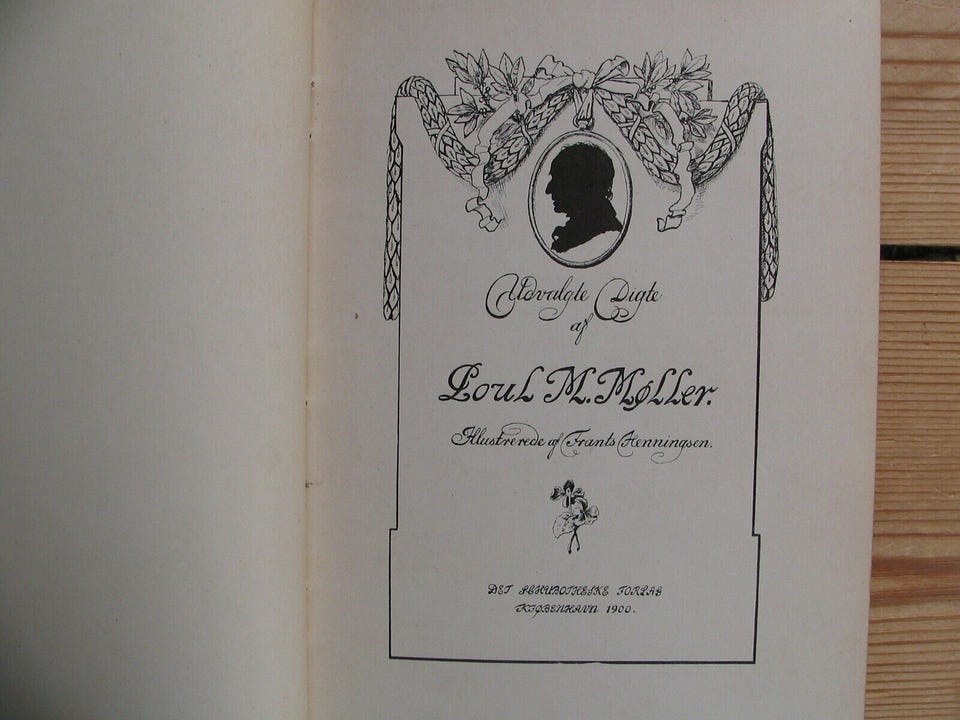 Udvalgte Digte
af
Poul M. Møller.
Illustrerede af Frants Henningsen.
DET SCHUBOTHESKE FORLAG
KJØBENHAVN 1900.